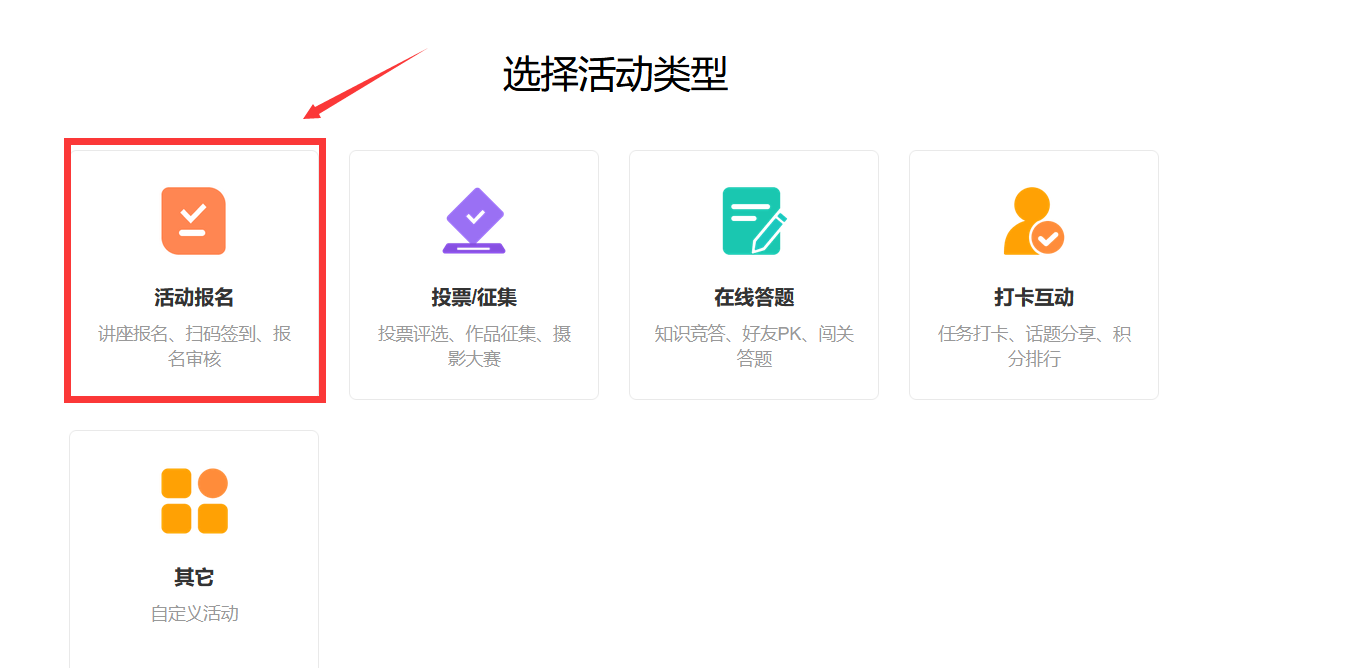 选择活动类型
活动报名
讲座报名、扫码签到、报
名审核
投票/征集
投票评选、作品征集、摄
影大赛
在线答题
知识竞答、好友PK、闯关
答题
打卡互动
任务打卡、话题分享、积
分排行
其它
自定义活动